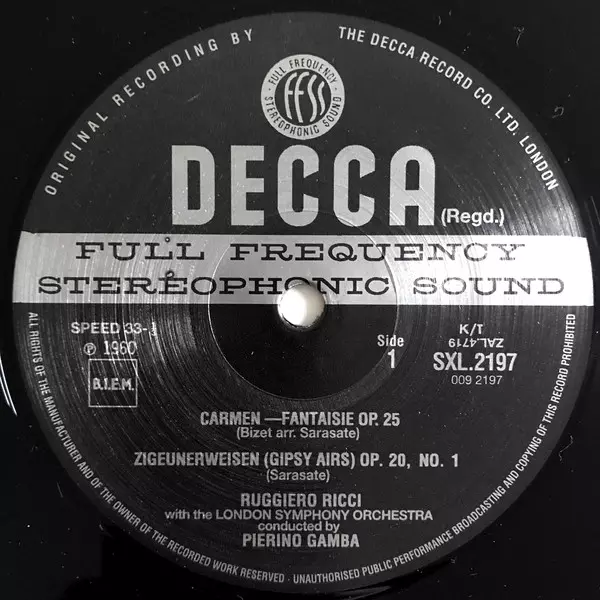 ORIGINAL RECORDING BY THE DECCA RECORD CO. LTD. LONDON
FULL FREQUENCY
FFSS
STEREOPHONIC SOUND
DECCA (Regd.)
FULL FREQUENCY
STEREOPHONIC SOUND
SPEED 33-⅓
Ⓟ 1960
B.I.E.M.
Side
1
ZAL.4719
1/K
SXL.2197
009 2197
CARMEN — FANTAISIE OP. 25
(Bizet arr. Sarasate)
ZIGEUNERWEISEN (GIPSY AIRS) OP. 20, NO. 1
(Sarasate)
RUGGIERO RICCI
with the LONDON SYMPHONY ORCHESTRA
conducted by
PIERINO GAMBA
ALL RIGHTS OF THE MANUFACTURER AND OF THE OWNER OF THE RECORDED WORK RESERVED · UNAUTHORISED PUBLIC PERFORMANCE BROADCASTING AND COPYING OF THIS RECORD PROHIBITED